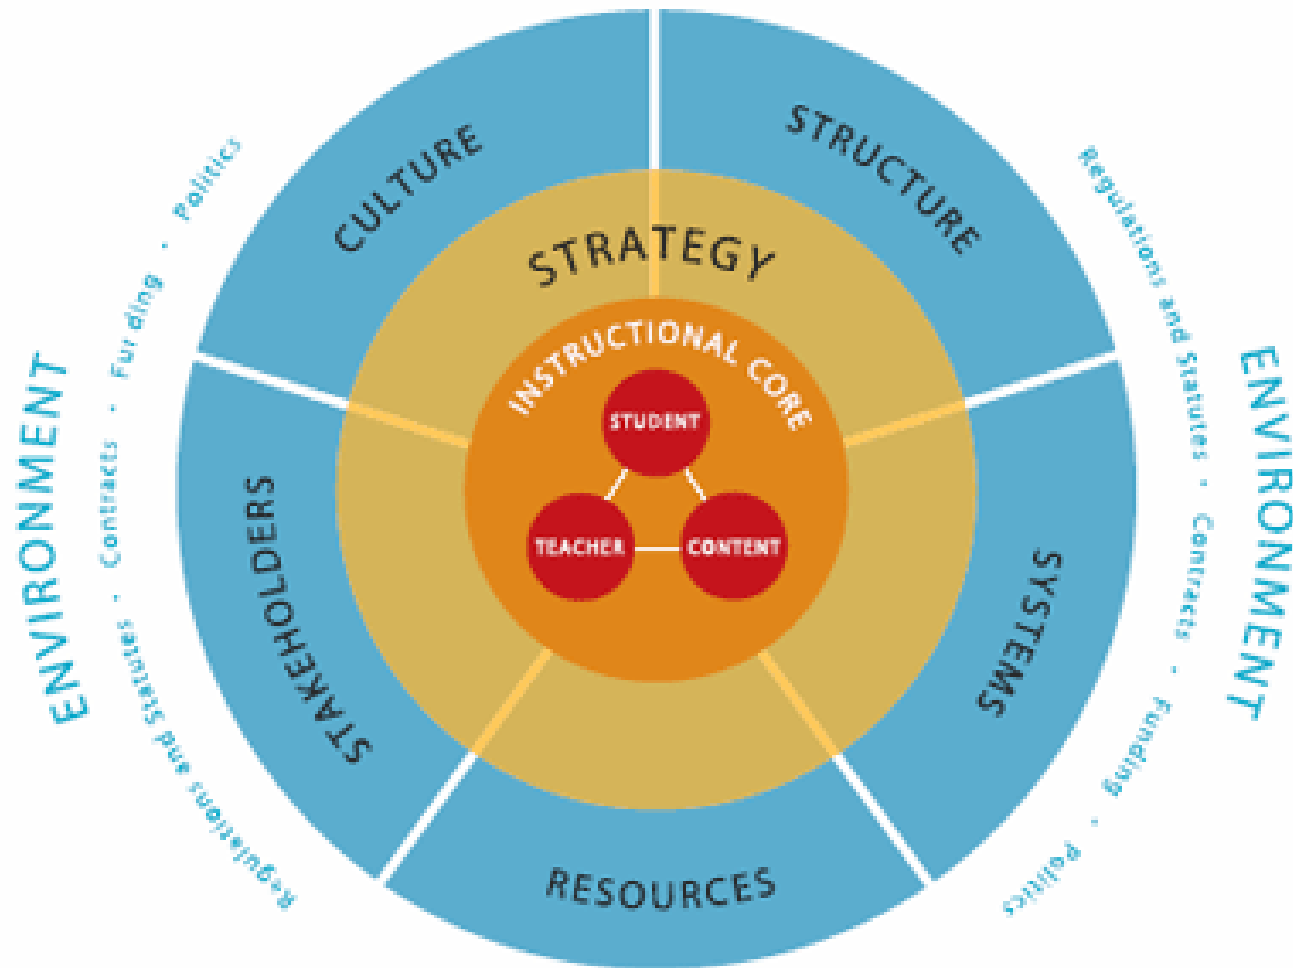 CULTURE
STRUCTURE
STRATEGY
INSTRUCTIONAL CORE
STUDENT
TEACHER
CONTENT
STAKEHOLDERS
SYSTEMS
RESOURCES
ENVIRONMENT
Regulations and Statutes · Contracts · Funding · Politics
Regulations and Statutes · Contracts · Funding · Politics
ENVIRONMENT